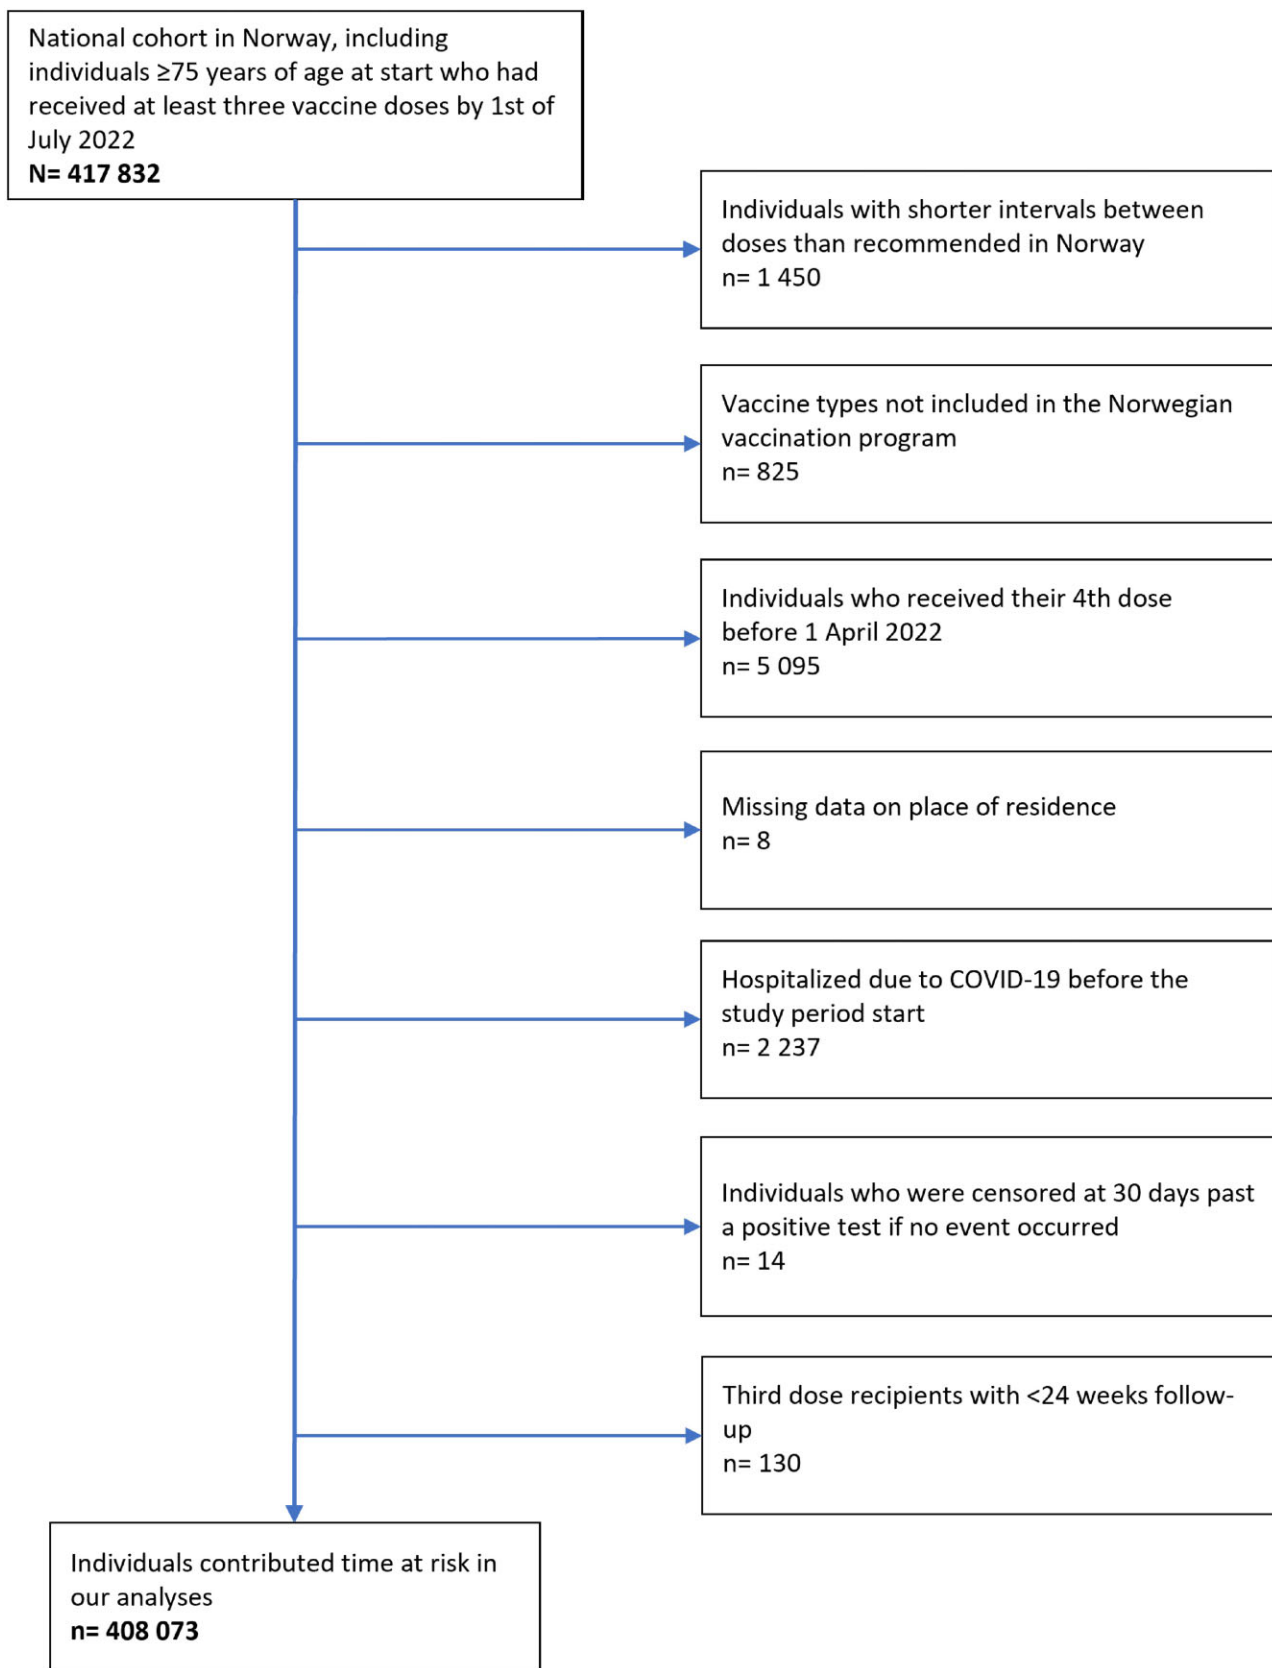 National cohort in Norway, including
individuals ≥75 years of age at start who had
received at least three vaccine doses by 1st of
July 2022
N= 417 832
Individuals with shorter intervals between
doses than recommended in Norway
n= 1 450
Vaccine types not included in the Norwegian
vaccination program
n= 825
Individuals who received their 4th dose
before 1 April 2022
n= 5 095
Missing data on place of residence
n= 8
Hospitalized due to COVID-19 before the
study period start
n= 2 237
Individuals who were censored at 30 days past
a positive test if no event occurred
n= 14
Third dose recipients with <24 weeks follow-
up
n= 130
Individuals contributed time at risk in
our analyses
n= 408 073